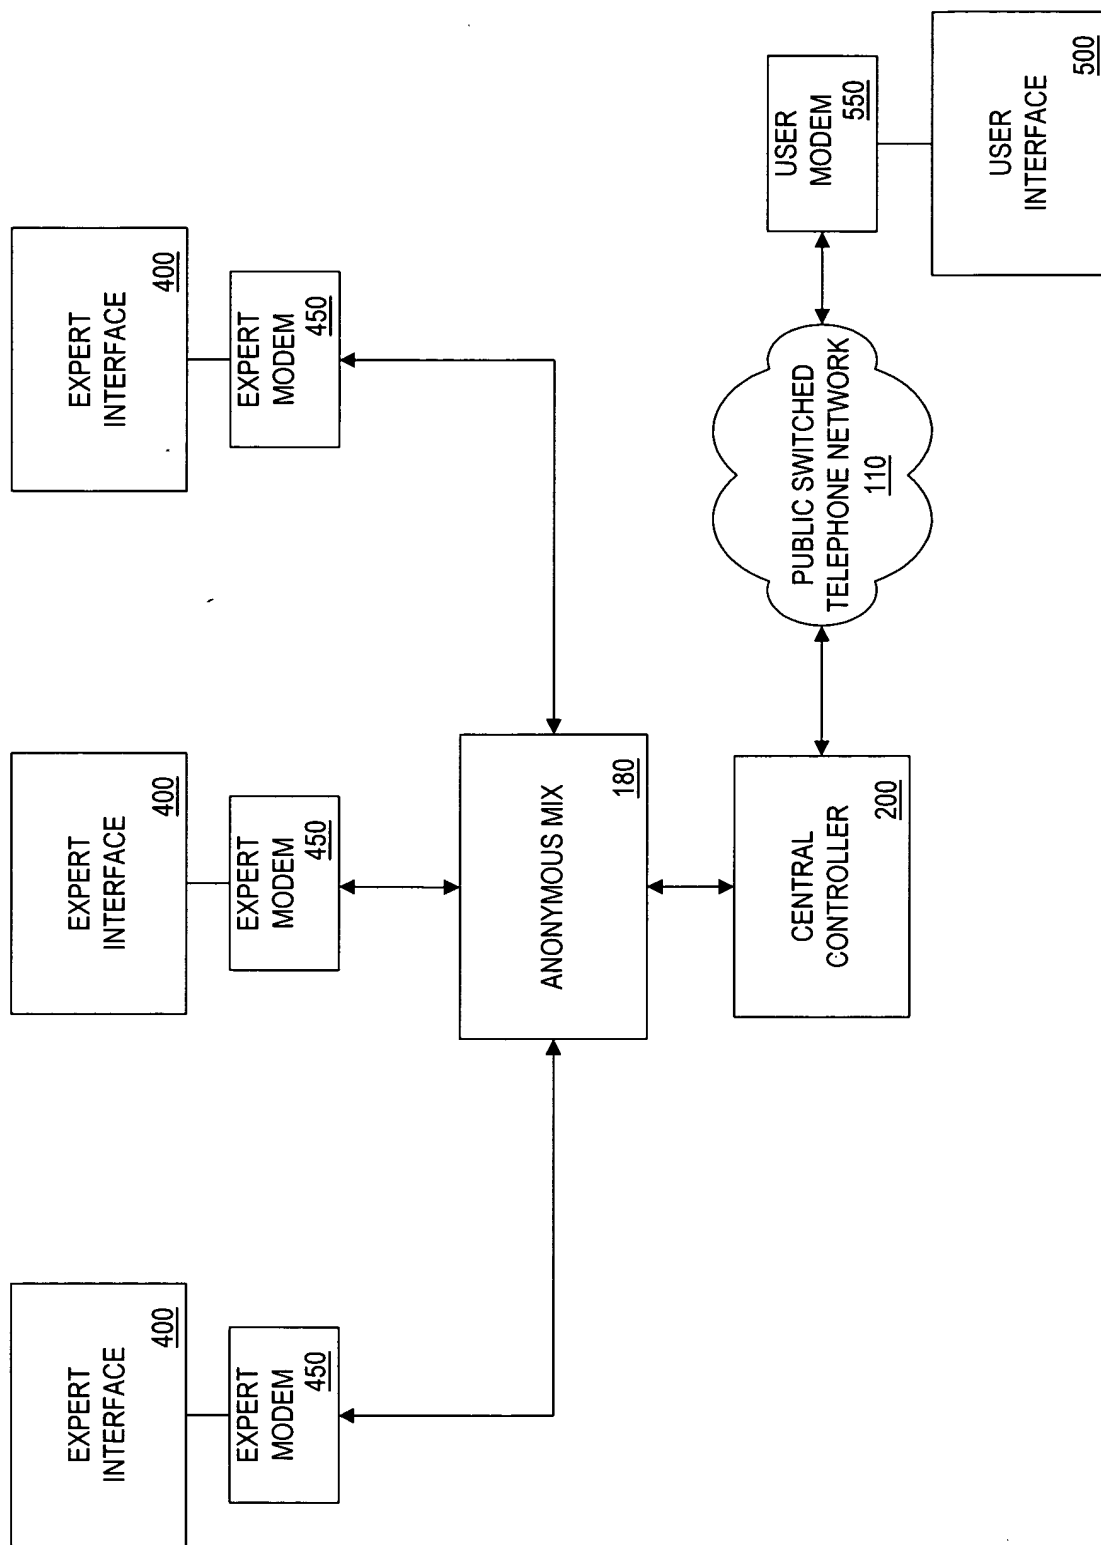 EXPERT
INTERFACE
400
EXPERT
MODEM
450
EXPERT
INTERFACE
400
EXPERT
MODEM
450
EXPERT
INTERFACE
400
EXPERT
MODEM
450
ANONYMOUS MIX
180
CENTRAL
CONTROLLER
200
PUBLIC SWITCHED
TELEPHONE NETWORK
110
USER
MODEM
550
USER
INTERFACE
500